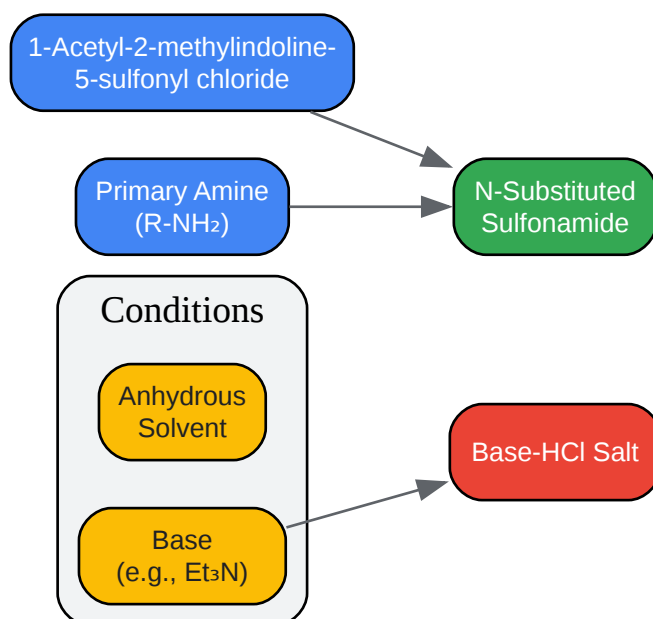 1-Acetyl-2-methylindoline-
5-sulfonyl chloride
Primary Amine
(R-NH₂)
N-Substituted
Sulfonamide
Conditions
Anhydrous
Solvent
Base-HCl Salt
Base
(e.g., Et₃N)